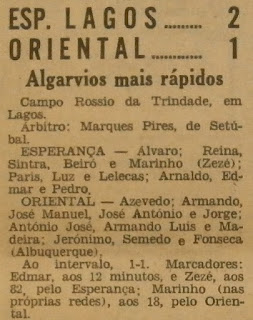 ESP. LAGOS ...... 2
ORIENTAL ......... 1
Algarvios mais rápidos
Campo Rossio da Trindade, em
Lagos.
Árbitro: Marques Pires, de Setú-
bal.
ESPERANÇA — Álvaro; Reina,
Sintra, Beiró e Marinho (Zezé);
Paris, Luz e Lelecas; Arnaldo, Ed-
mar e Pedro.
ORIENTAL — Azevedo; Armando,
José Manuel, José António e Jorge;
António José, Armando Luís e Ma-
deira; Jerónimo, Semedo e Fonseca
(Albuquerque).
Ao intervalo, 1-1. Marcadores:
Edmar, aos 12 minutos, e Zezé, aos
82, pelo Esperança; Marinho (nas
próprias redes), aos 18, pelo Orien-
tal.